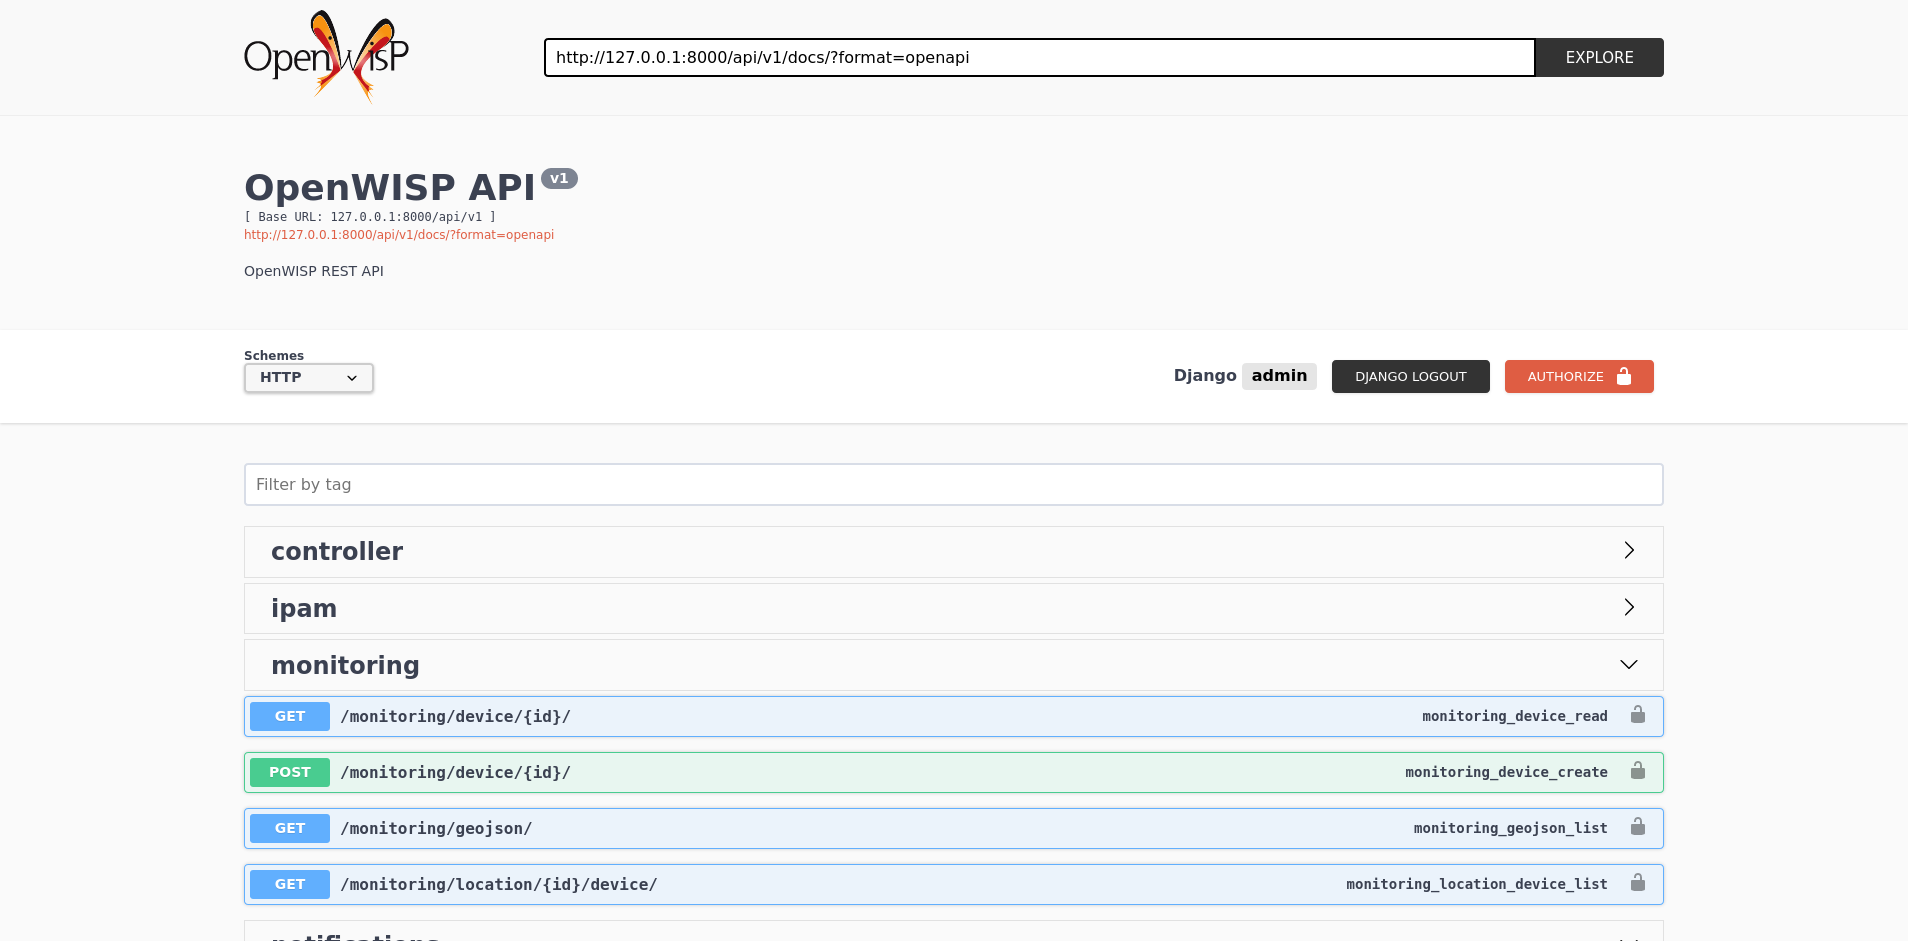 OpenWISP
http://127.0.0.1:8000/api/v1/docs/?format=openapi
EXPLORE
OpenWISP API v1
[ Base URL: 127.0.0.1:8000/api/v1 ]
http://127.0.0.1:8000/api/v1/docs/?format=openapi
OpenWISP REST API
Schemes
HTTP
Django admin
DJANGO LOGOUT
AUTHORIZE
Filter by tag
controller
ipam
monitoring
GET /monitoring/device/{id}/ monitoring_device_read
POST /monitoring/device/{id}/ monitoring_device_create
GET /monitoring/geojson/ monitoring_geojson_list
GET /monitoring/location/{id}/device/ monitoring_location_device_list
notifications